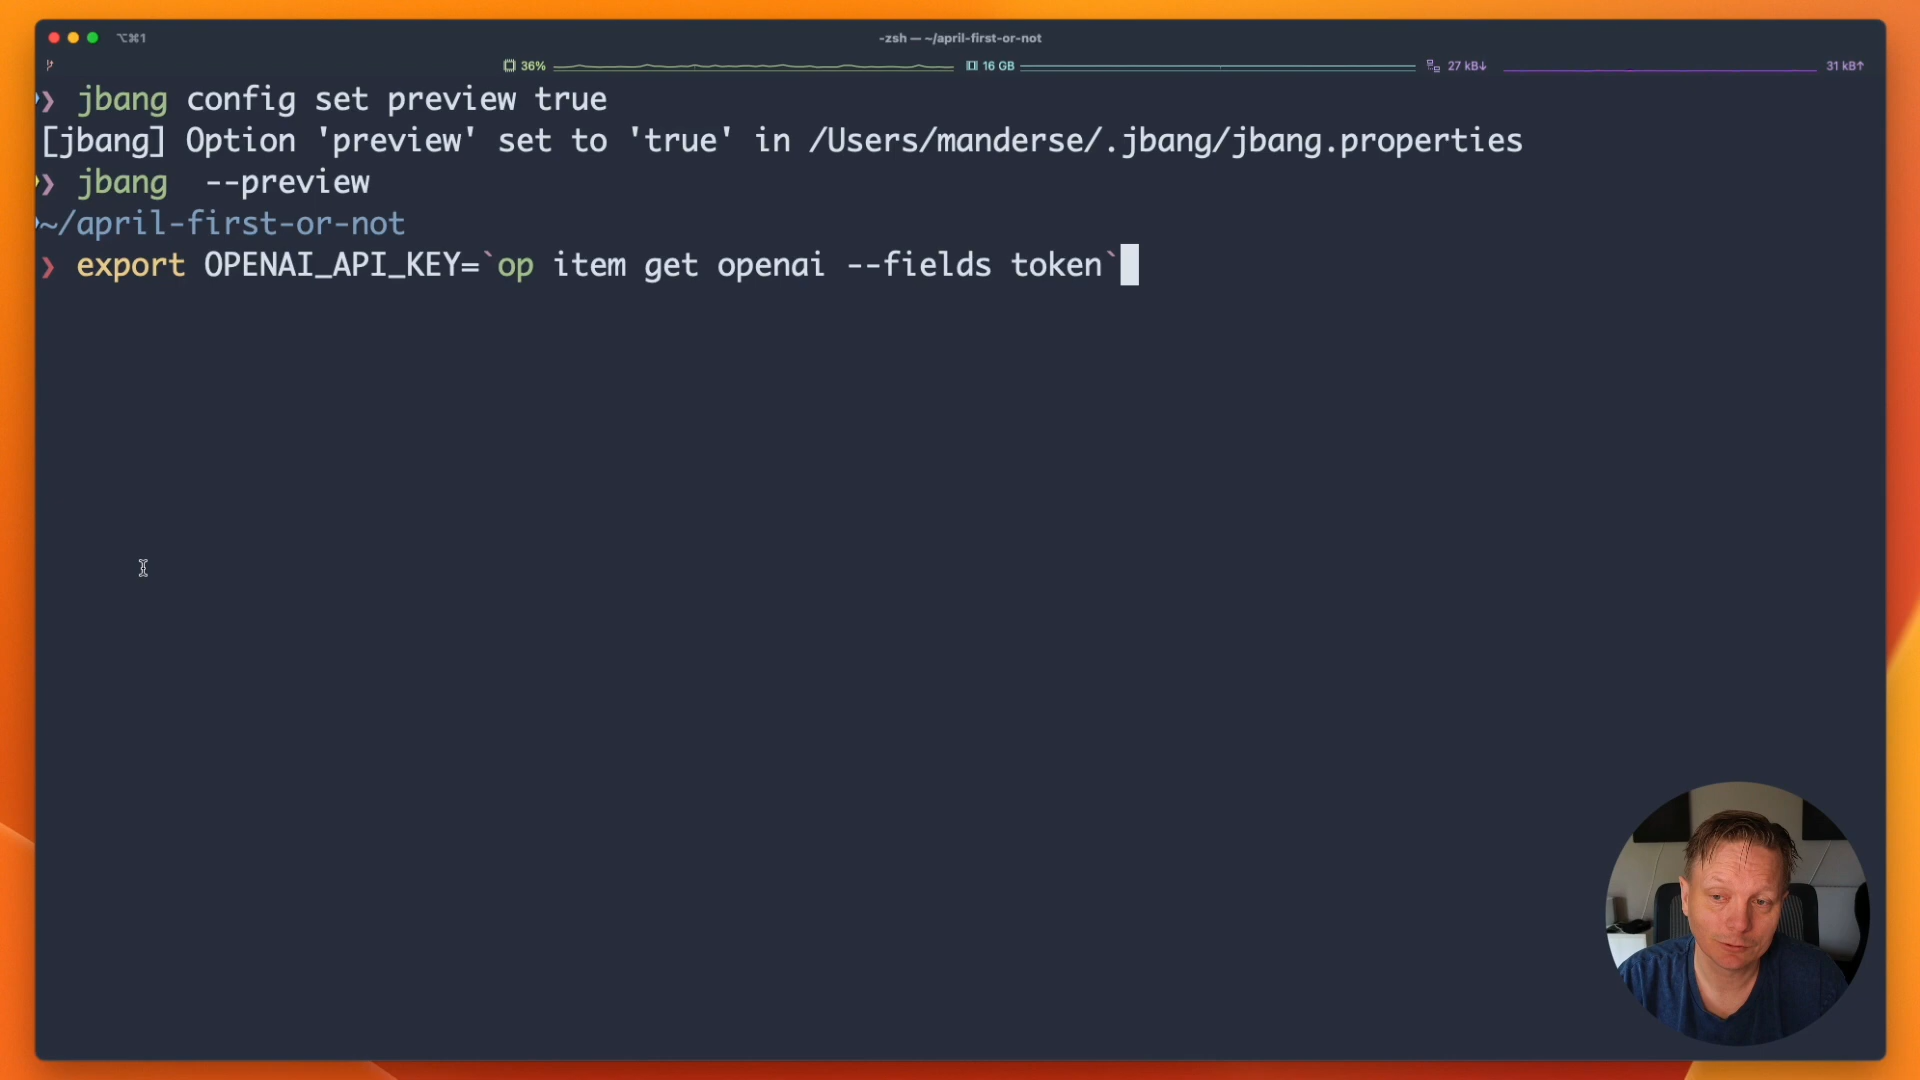 ⌥⌘1
-zsh — ~/april-first-or-not
36%
16 GB
27 kB↓
31 kB↑
❯ jbang config set preview true
[jbang] Option 'preview' set to 'true' in /Users/manderse/.jbang/jbang.properties
❯ jbang  --preview
~/april-first-or-not
❯ export OPENAI_API_KEY=`op item get openai --fields token`